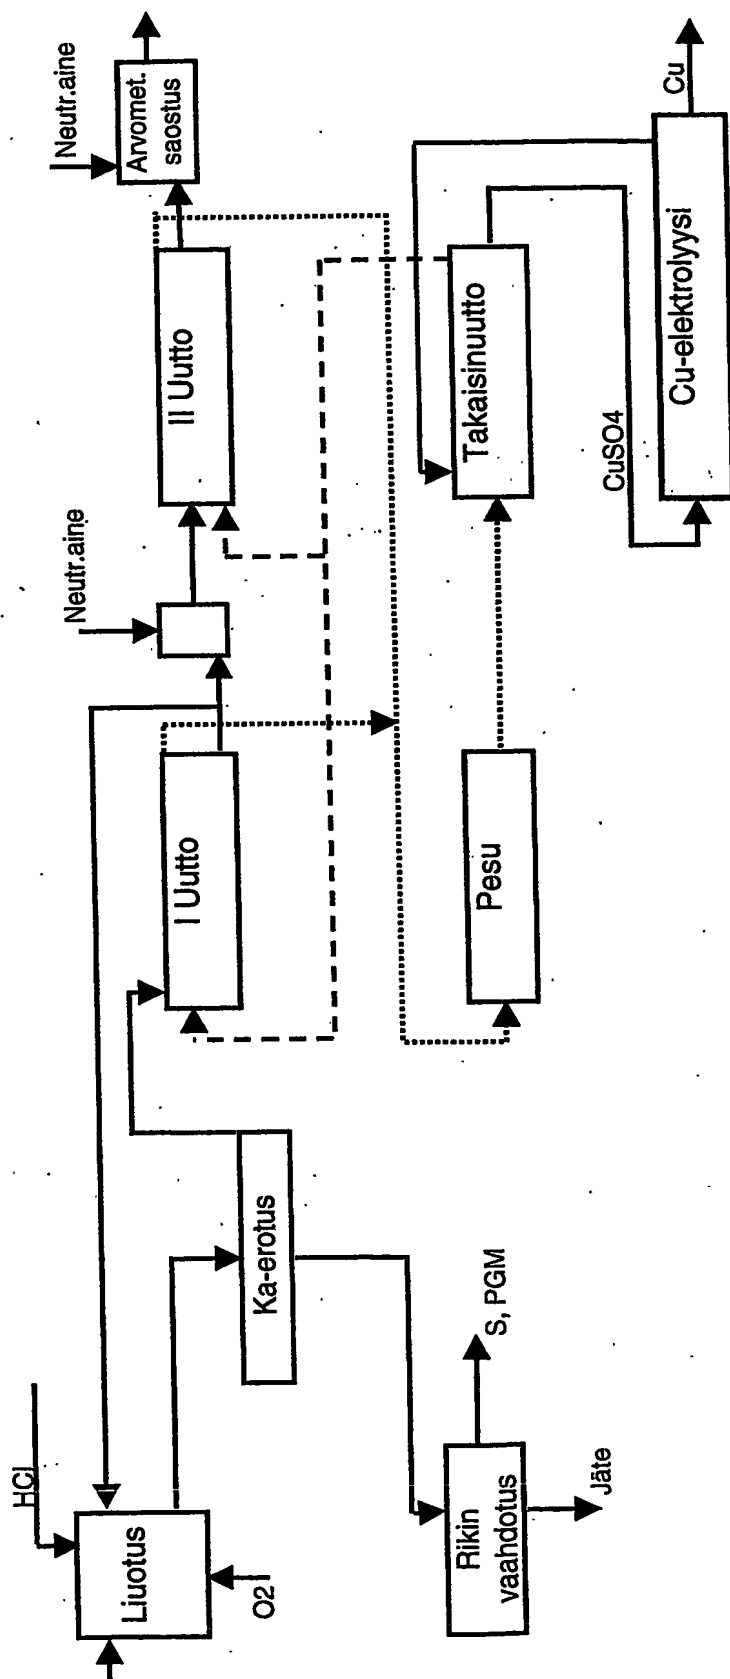 HCl
Liuotus
O2
Ka-erotus
Rikin
vaahdotus
S, PGM
Jäte
I Uutto
Neutr.aine
II Uutto
Neutr.aine
Arvomet.
saostus
Pesu
Takaisinuutto
CuSO4
Cu-elektrolyysi
Cu